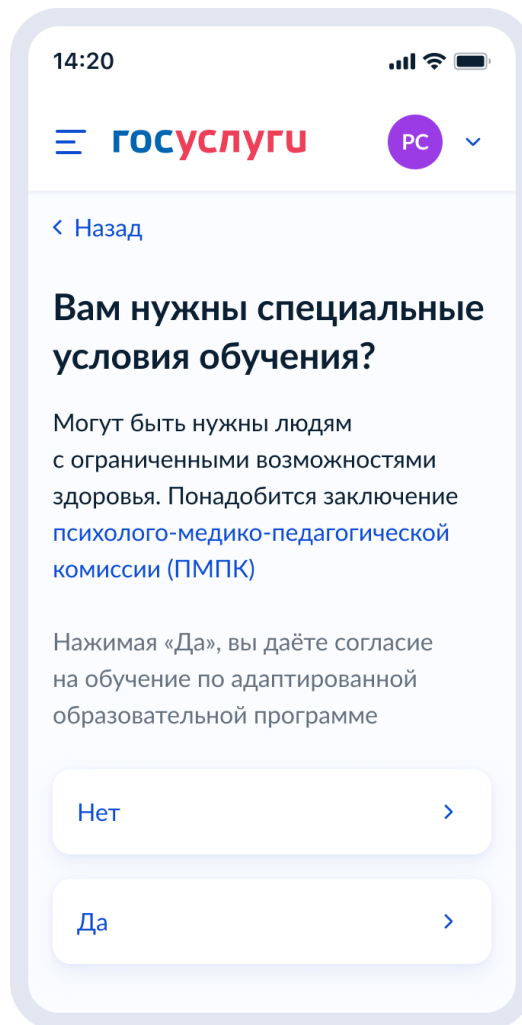 14:20
госуслуги
РС
Назад
Вам нужны специальные
условия обучения?
Могут быть нужны людям
с ограниченными возможностями
здоровья. Понадобится заключение
психолого-медико-педагогической
комиссии (ПМПК)
Нажимая «Да», вы даёте согласие
на обучение по адаптированной
образовательной программе
Нет
Да